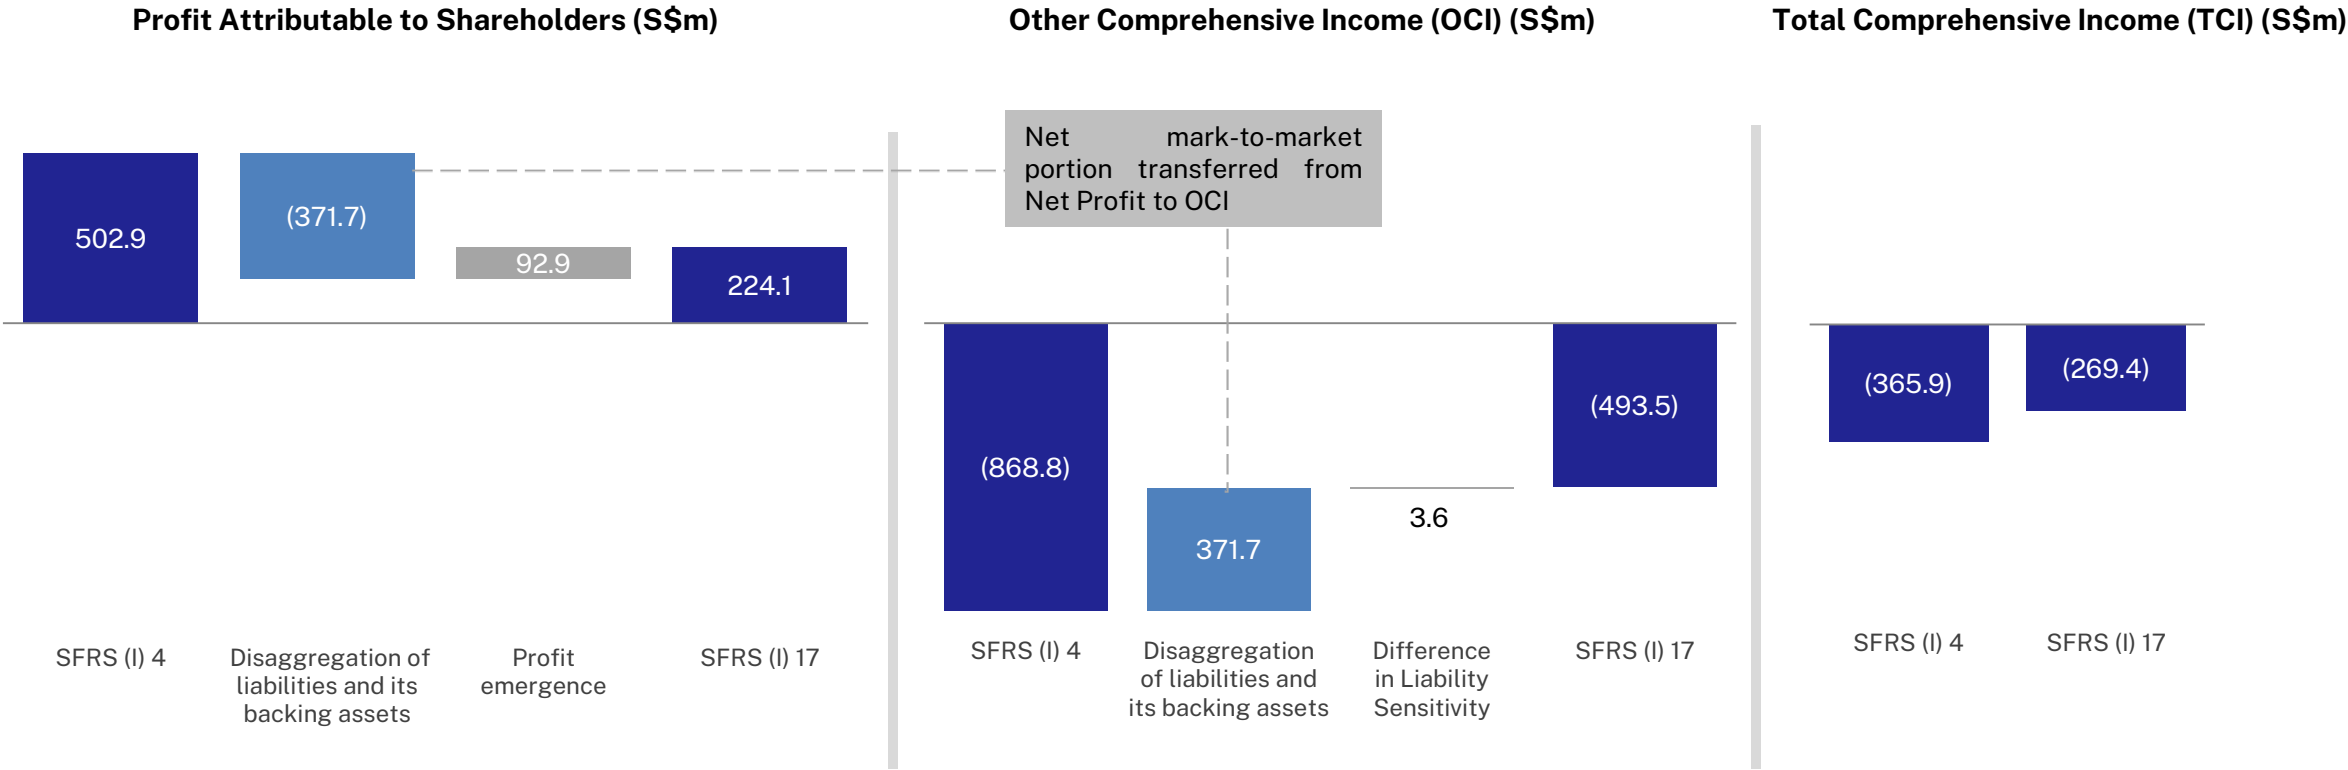 Profit Attributable to Shareholders (S$m)
502.9
(371.7)
92.9
224.1
SFRS (I) 4
Disaggregation of
liabilities and its
backing assets
Profit
emergence
SFRS (I) 17
Other Comprehensive Income (OCI) (S$m)
Net mark-to-market
portion transferred from
Net Profit to OCI
(868.8)
371.7
3.6
(493.5)
SFRS (I) 4
Disaggregation
of liabilities and
its backing assets
Difference
in Liability
Sensitivity
SFRS (I) 17
Total Comprehensive Income (TCI) (S$m)
(365.9)
(269.4)
SFRS (I) 4
SFRS (I) 17